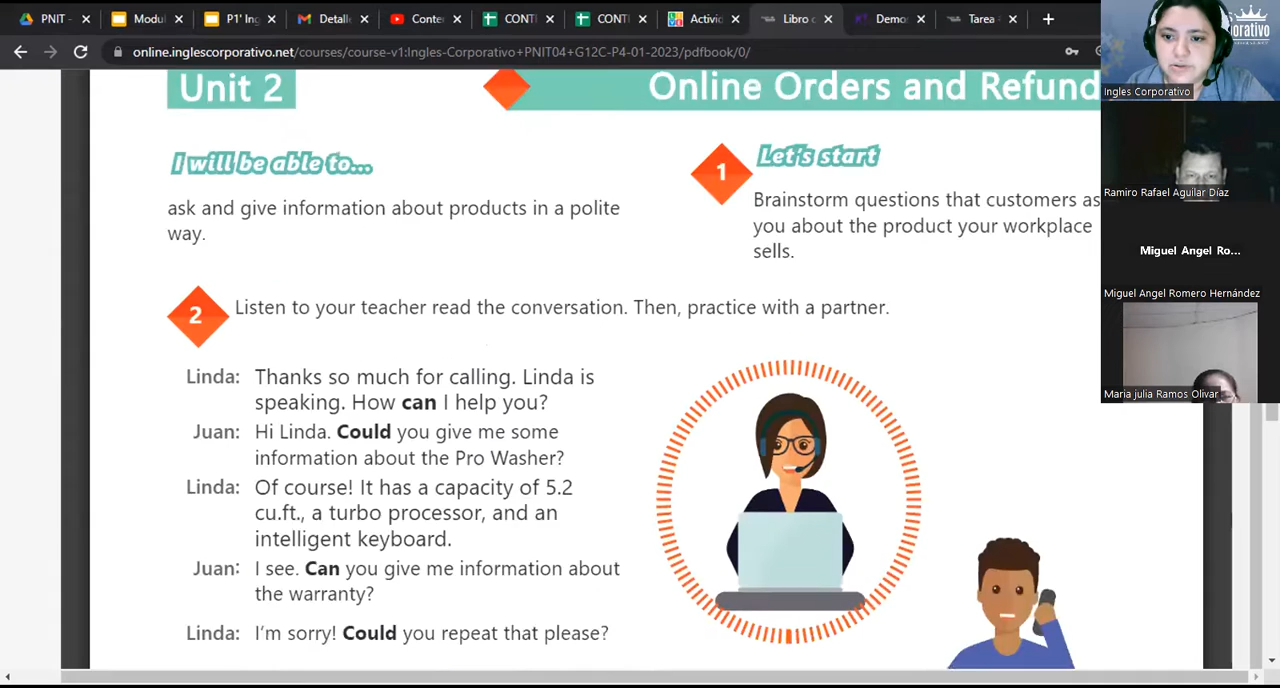 PNIT -
Modul
P1' Ing
Detalle
Conte
CONTI
CONTI
Activid
Libro c
Demo
Tarea
online.inglescorporativo.net/courses/course-v1:Ingles-Corporativo+PNIT04+G12C-P4-01-2023/pdfbook/0/
Ingles Corporativo
Ramiro Rafael Aguilar Díaz
Miguel Angel Ro...
Miguel Angel Romero Hernández
Maria julia Ramos Olivar
Unit 2
Online Orders and Refund
I will be able to...
ask and give information about products in a polite
way.
1
Let's start
Brainstorm questions that customers as
you about the product your workplace
sells.
2
Listen to your teacher read the conversation. Then, practice with a partner.
Linda: Thanks so much for calling. Linda is
speaking. How can I help you?
Juan: Hi Linda. Could you give me some
information about the Pro Washer?
Linda: Of course! It has a capacity of 5.2
cu.ft., a turbo processor, and an
intelligent keyboard.
Juan: I see. Can you give me information about
the warranty?
Linda: I'm sorry! Could you repeat that please?